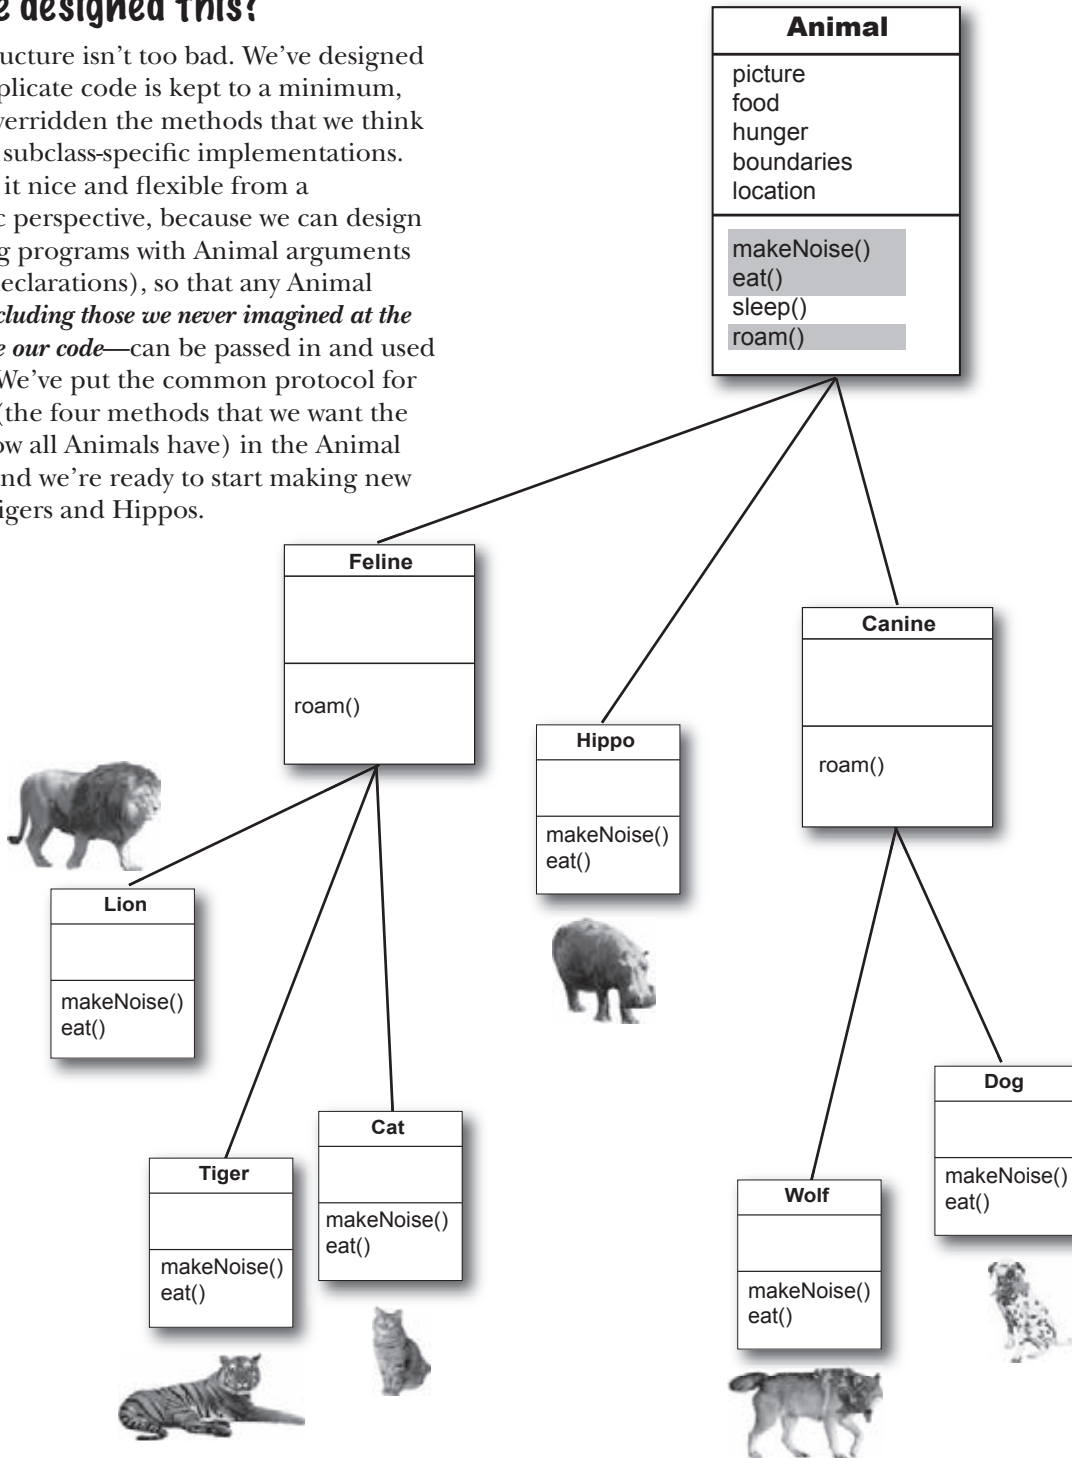 e designed this?
ucture isn't too bad. We've designed
plicate code is kept to a minimum,
verridden the methods that we think
subclass-specific implementations.
it nice and flexible from a
c perspective, because we can design
g programs with Animal arguments
eclarations), so that any Animal
cluding those we never imagined at the
e our code—can be passed in and used
We've put the common protocol for
(the four methods that we want the
ow all Animals have) in the Animal
nd we're ready to start making new
igers and Hippos.
Animal
picture
food
hunger
boundaries
location
makeNoise()
eat()
sleep()
roam()
Feline
roam()
Hippo
makeNoise()
eat()
Canine
roam()
Lion
makeNoise()
eat()
Tiger
makeNoise()
eat()
Cat
makeNoise()
eat()
Wolf
makeNoise()
eat()
Dog
makeNoise()
eat()